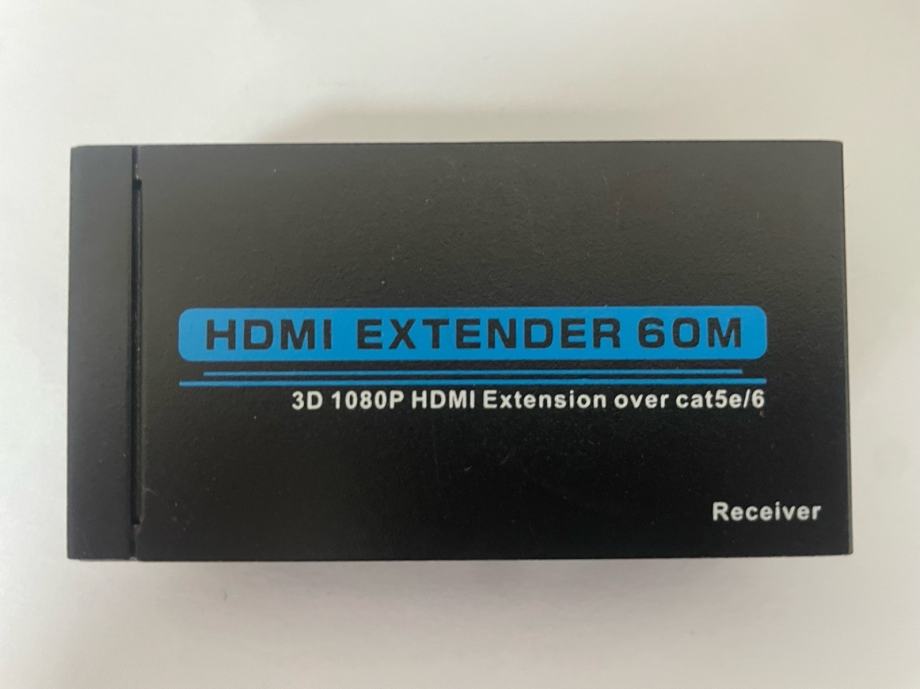 HDMI EXTENDER 60M
3D 1080P HDMI Extension over cat5e/6
Receiver